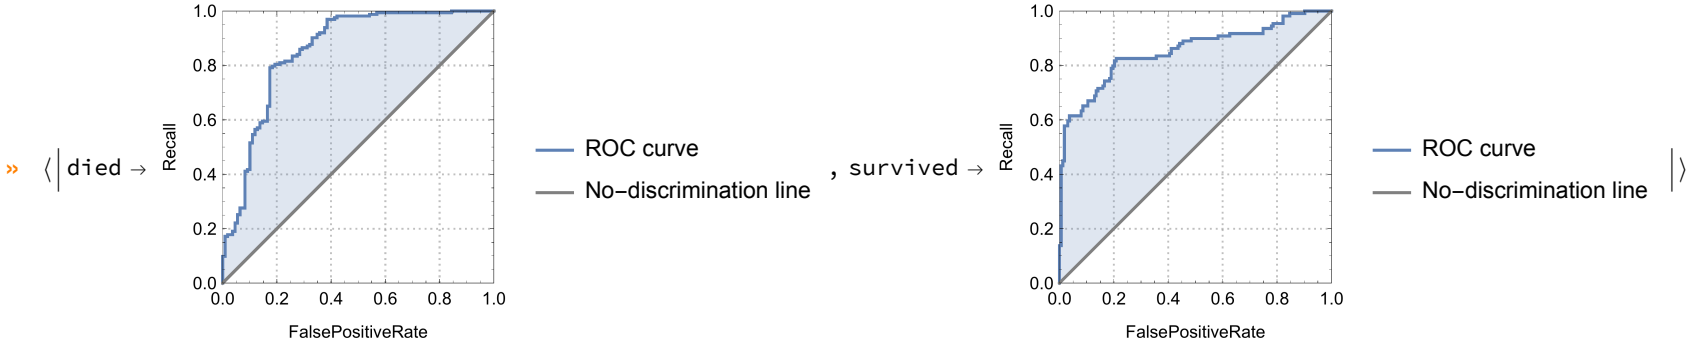 » ⟨| died →
1.0
0.8
0.6
0.4
0.2
0.0
Recall
0.0 0.2 0.4 0.6 0.8 1.0
FalsePositiveRate
ROC curve
No–discrimination line
, survived →
1.0
0.8
0.6
0.4
0.2
0.0
Recall
0.0 0.2 0.4 0.6 0.8 1.0
FalsePositiveRate
ROC curve
No–discrimination line
|⟩